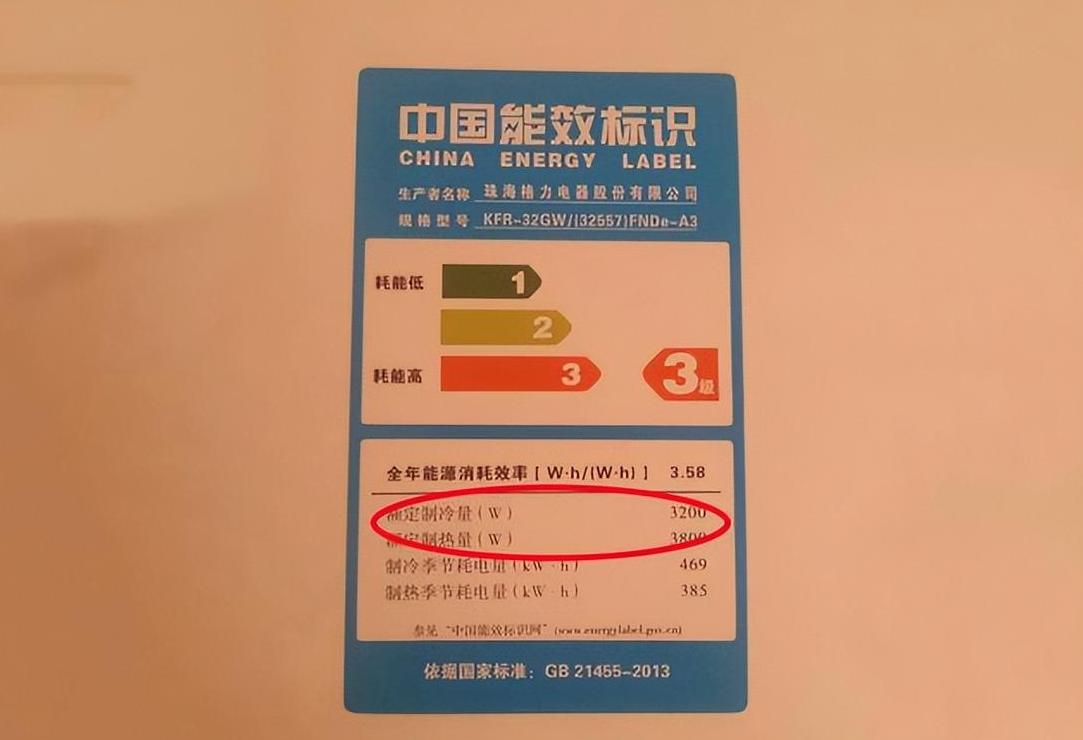 中国能效标识
CHINA ENERGY LABEL
生产者名称 珠海格力电器股份有限公司
规格型号 KFR-32GW/(32557)FNDe-A3
耗能低 1
2
耗能高 3 3级
全年能源消耗效率[W·h/(W·h)] 3.58
额定制冷量(W) 3200
额定制热量(W) 3800
制冷季节耗电量(kW·h) 469
制热季节耗电量(kW·h) 385
参见“中国能效标识网”(www.energylabel.gov.cn)
依据国家标准：GB 21455-2013